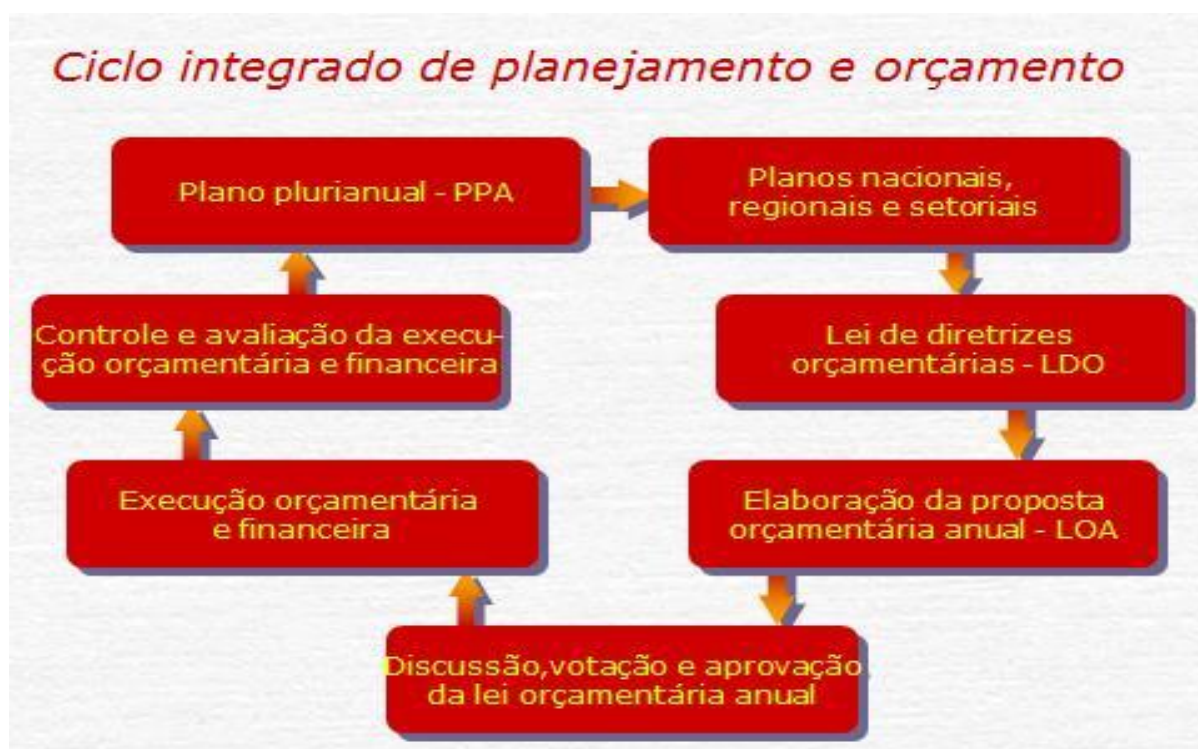 Ciclo integrado de planejamento e orçamento
Plano plurianual - PPA
Planos nacionais,
regionais e setoriais
Lei de diretrizes
orçamentárias - LDO
Elaboração da proposta
orçamentária anual - LOA
Discussão,votação e aprovação
da lei orçamentária anual
Execução orçamentária
e financeira
Controle e avaliação da execu-
ção orçamentária e financeira